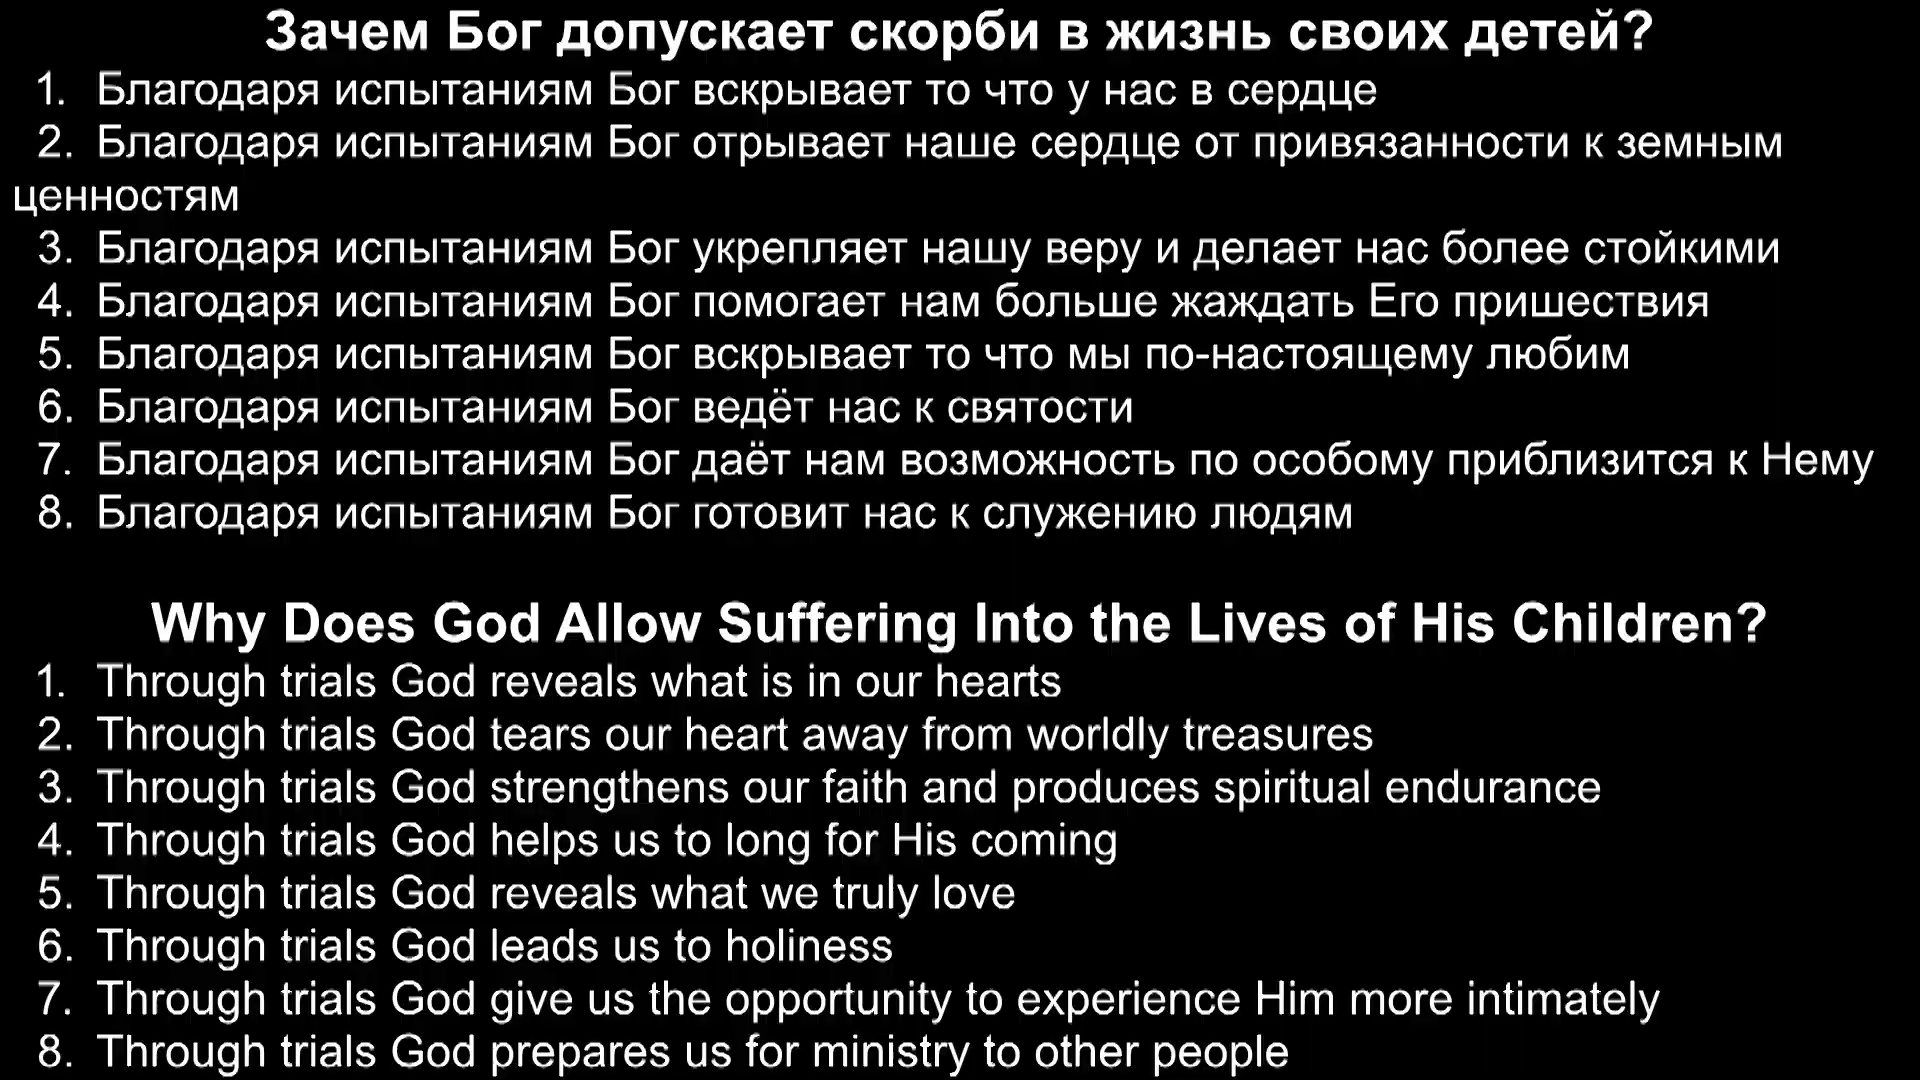 Зачем Бог допускает скорби в жизнь своих детей?
1. Благодаря испытаниям Бог вскрывает то что у нас в сердце
2. Благодаря испытаниям Бог отрывает наше сердце от привязанности к земным
ценностям
3. Благодаря испытаниям Бог укрепляет нашу веру и делает нас более стойкими
4. Благодаря испытаниям Бог помогает нам больше жаждать Его пришествия
5. Благодаря испытаниям Бог вскрывает то что мы по-настоящему любим
6. Благодаря испытаниям Бог ведёт нас к святости
7. Благодаря испытаниям Бог даёт нам возможность по особому приблизится к Нему
8. Благодаря испытаниям Бог готовит нас к служению людям
Why Does God Allow Suffering Into the Lives of His Children?
1. Through trials God reveals what is in our hearts
2. Through trials God tears our heart away from worldly treasures
3. Through trials God strengthens our faith and produces spiritual endurance
4. Through trials God helps us to long for His coming
5. Through trials God reveals what we truly love
6. Through trials God leads us to holiness
7. Through trials God give us the opportunity to experience Him more intimately
8. Through trials God prepares us for ministry to other people